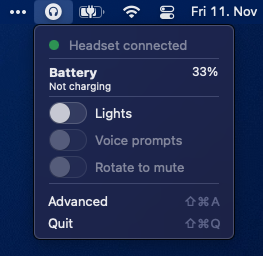 Fri 11. Nov
Headset connected
Battery 33%
Not charging
Lights
Voice prompts
Rotate to mute
Advanced ⇧⌘A
Quit ⇧⌘Q